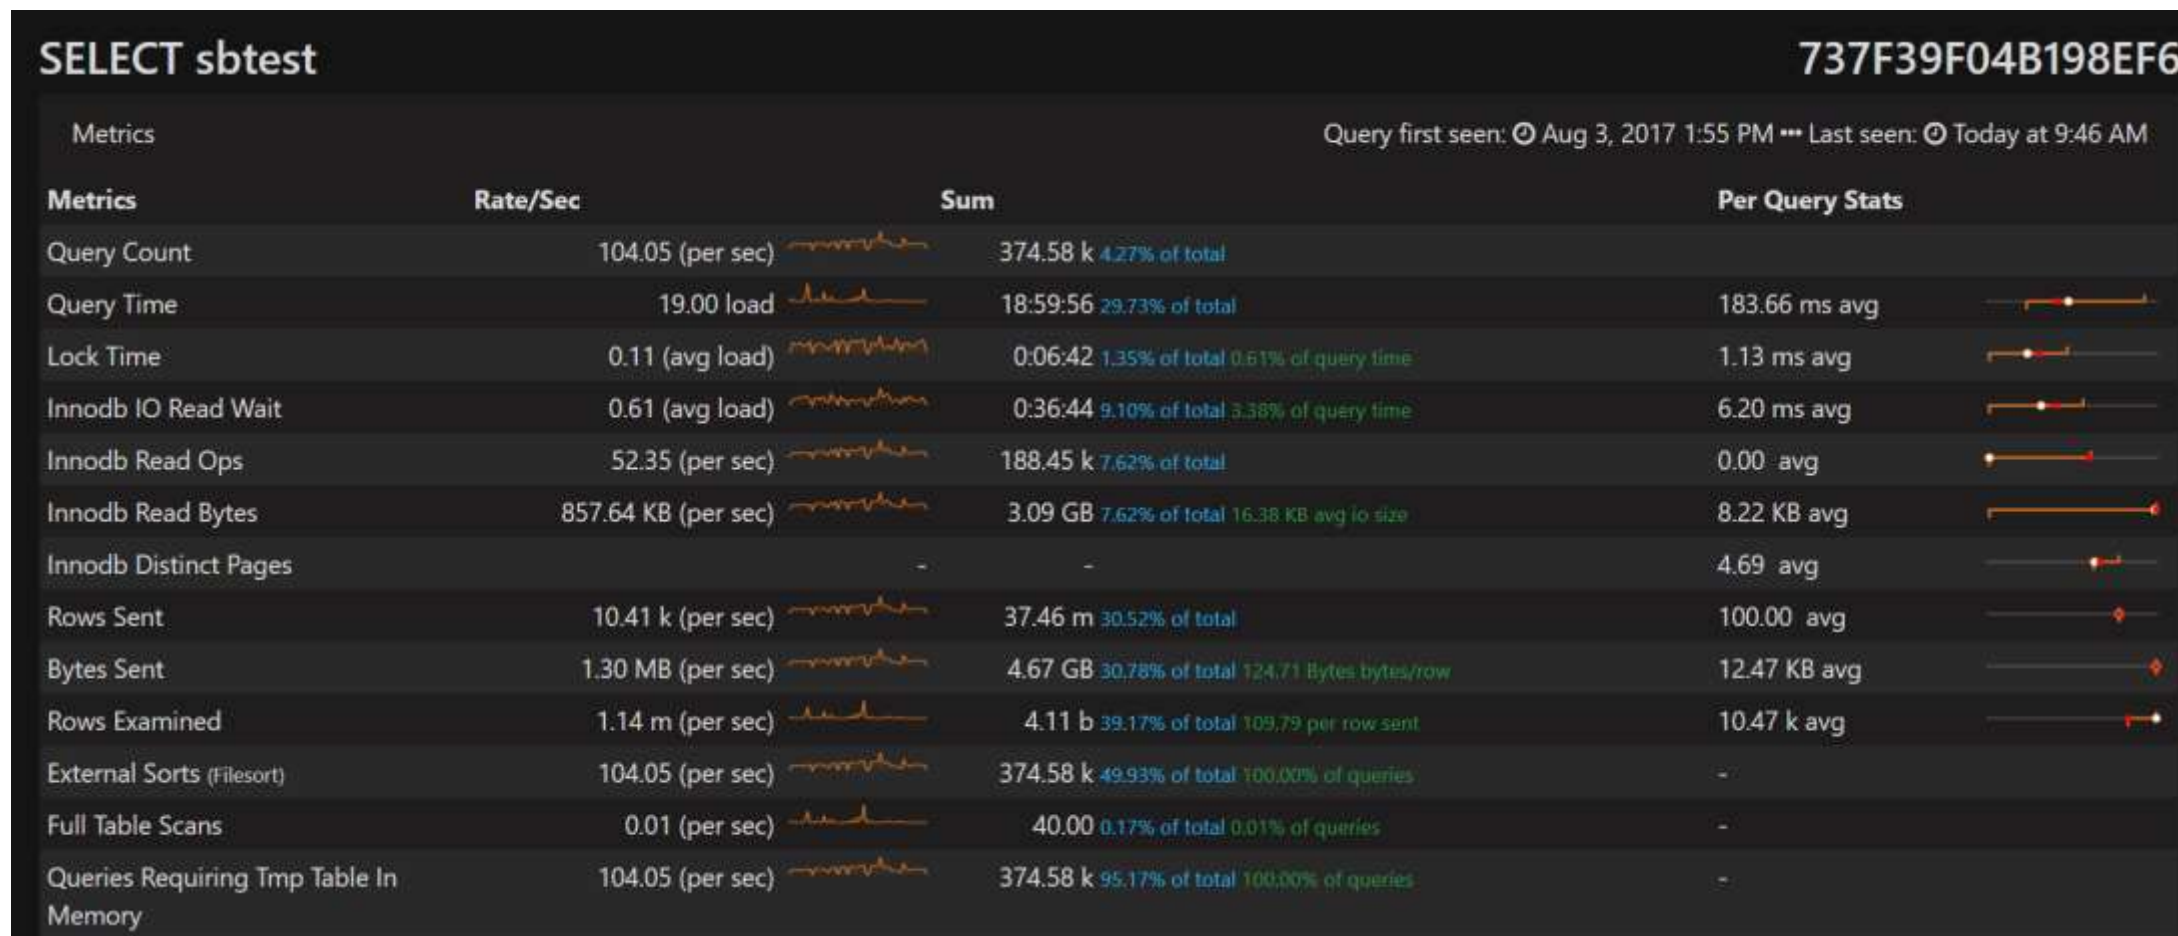 SELECT sbtest 737F39F04B198EF6
Metrics Query first seen: Aug 3, 2017 1:55 PM ••• Last seen: Today at 9:46 AM
Metrics Rate/Sec Sum Per Query Stats
Query Count 104.05 (per sec) 374.58 k 4.27% of total
Query Time 19.00 load 18:59:56 29.73% of total 183.66 ms avg
Lock Time 0.11 (avg load) 0:06:42 1.35% of total 0.61% of query time 1.13 ms avg
Innodb IO Read Wait 0.61 (avg load) 0:36:44 9.10% of total 3.38% of query time 6.20 ms avg
Innodb Read Ops 52.35 (per sec) 188.45 k 7.62% of total 0.00 avg
Innodb Read Bytes 857.64 KB (per sec) 3.09 GB 7.62% of total 16.38 KB avg io size 8.22 KB avg
Innodb Distinct Pages - - 4.69 avg
Rows Sent 10.41 k (per sec) 37.46 m 30.52% of total 100.00 avg
Bytes Sent 1.30 MB (per sec) 4.67 GB 30.78% of total 124.71 Bytes bytes/row 12.47 KB avg
Rows Examined 1.14 m (per sec) 4.11 b 39.17% of total 109.79 per row sent 10.47 k avg
External Sorts (Filesort) 104.05 (per sec) 374.58 k 49.93% of total 100.00% of queries -
Full Table Scans 0.01 (per sec) 40.00 0.17% of total 0.01% of queries -
Queries Requiring Tmp Table In 104.05 (per sec) 374.58 k 95.17% of total 100.00% of queries -
Memory